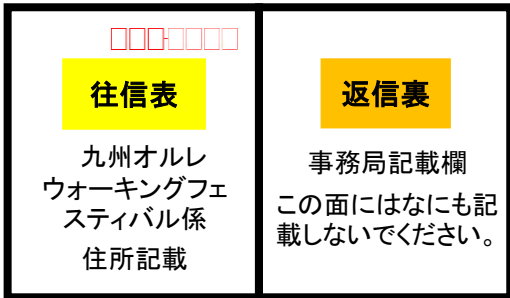 往信表
九州オルレ
ウォーキングフェ
スティバル係
住所記載
返信裏
事務局記載欄
この面にはなにも記
載しないでください。